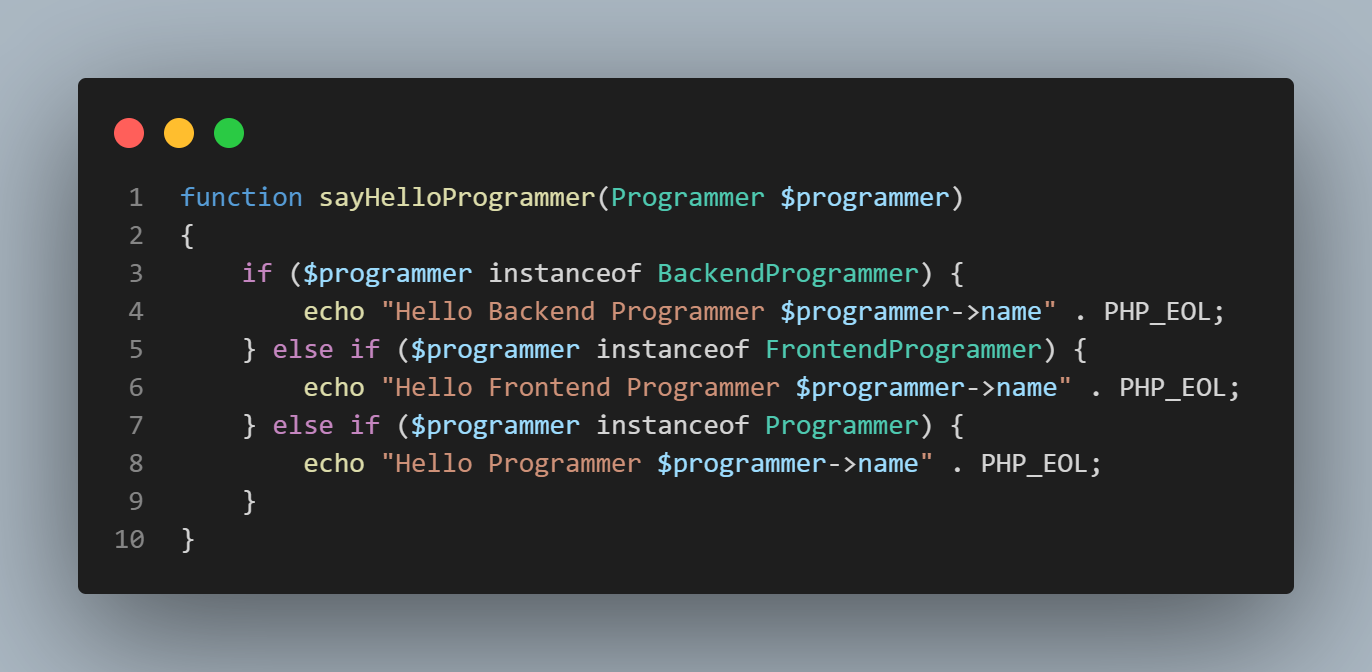 1 function sayHelloProgrammer(Programmer $programmer)
2 {
3     if ($programmer instanceof BackendProgrammer) {
4         echo "Hello Backend Programmer $programmer->name" . PHP_EOL;
5     } else if ($programmer instanceof FrontendProgrammer) {
6         echo "Hello Frontend Programmer $programmer->name" . PHP_EOL;
7     } else if ($programmer instanceof Programmer) {
8         echo "Hello Programmer $programmer->name" . PHP_EOL;
9     }
10 }